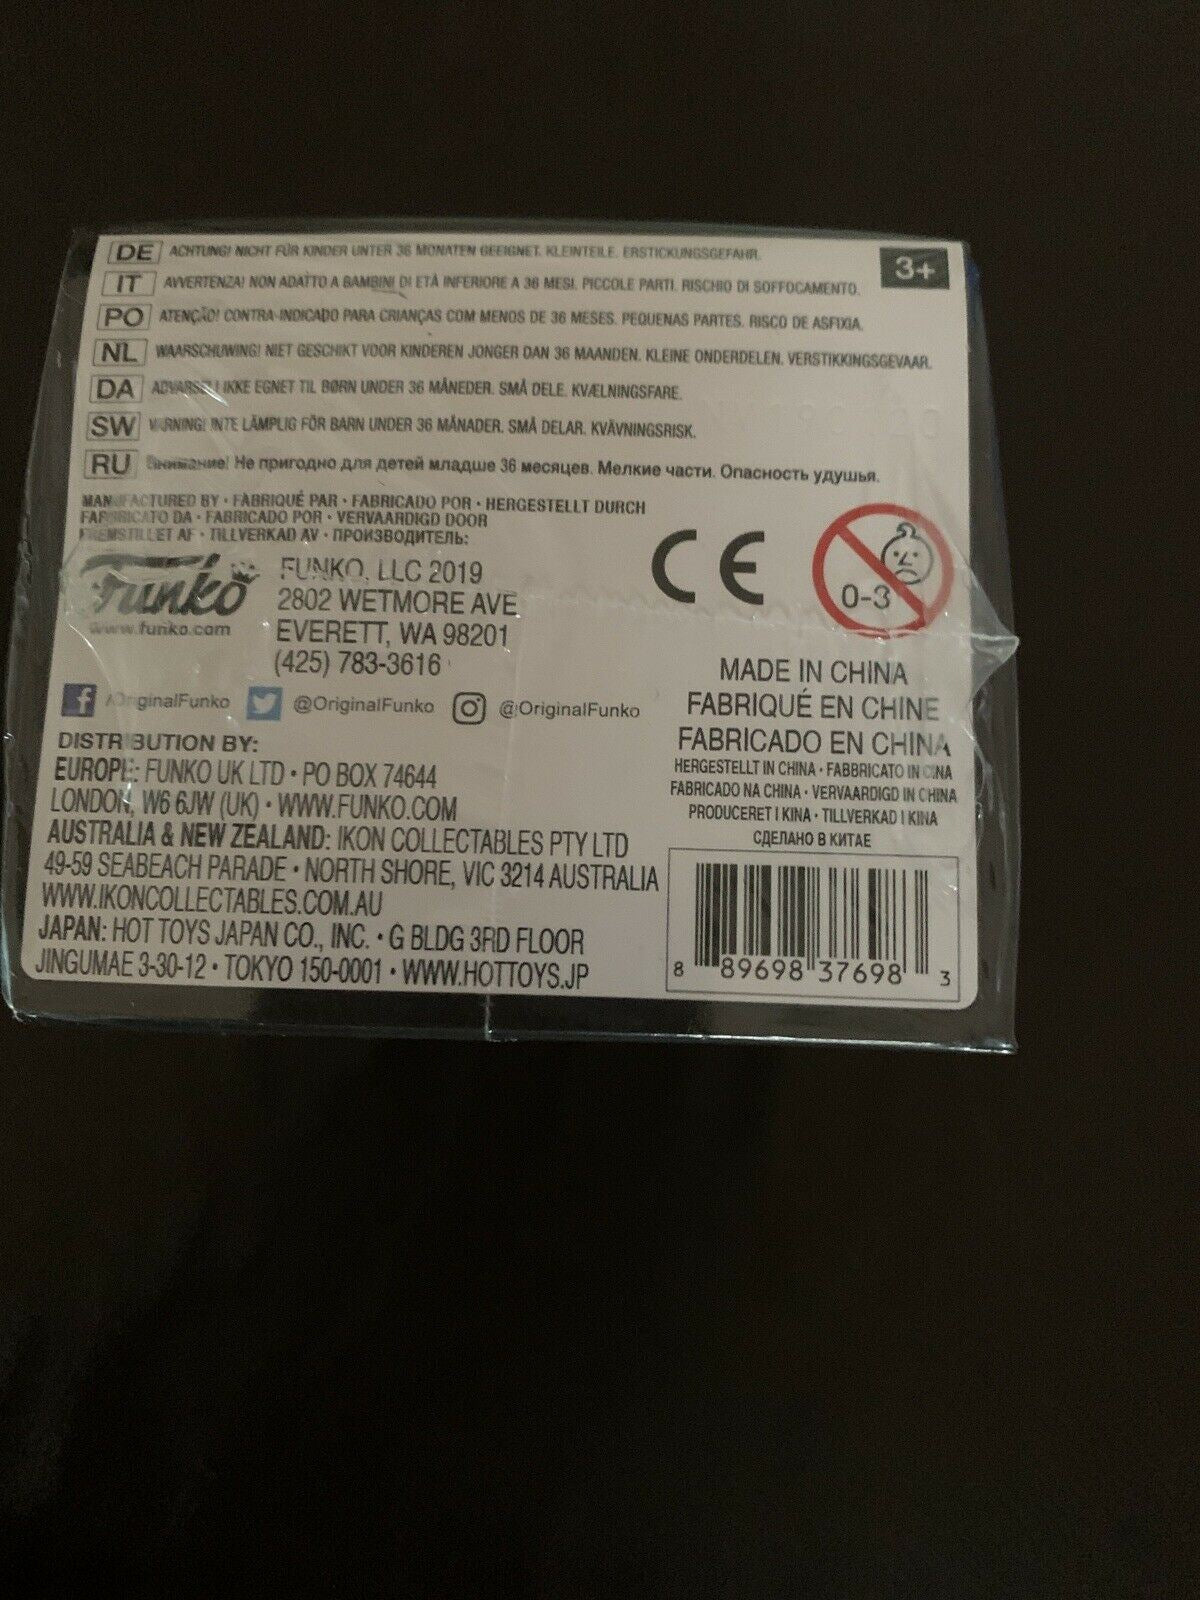 DE ACHTUNG! NICHT FÜR KINDER UNTER 36 MONATEN GEEIGNET. KLEINTEILE. ERSTICKUNGSGEFAHR.
3+
IT AVVERTENZA! NON ADATTO A BAMBINI DI ETÀ INFERIORE A 36 MESI. PICCOLE PARTI. RISCHIO DI SOFFOCAMENTO.
PO ATENÇÃO! CONTRA-INDICADO PARA CRIANÇAS COM MENOS DE 36 MESES. PEQUENAS PARTES. RISCO DE ASFIXIA.
NL WAARSCHUWING! NIET GESCHIKT VOOR KINDEREN JONGER DAN 36 MAANDEN. KLEINE ONDERDELEN. VERSTIKKINGSGEVAAR.
DA ADVARSEL! IKKE EGNET TIL BØRN UNDER 36 MÅNEDER. SMÅ DELE. KVÆLNINGSFARE.
SW VARNING! INTE LÄMPLIG FÖR BARN UNDER 36 MÅNADER. SMÅ DELAR. KVÄVNINGSRISK.
RU Внимание! Не пригодно для детей младше 36 месяцев. Мелкие части. Опасность удушья.
MANUFACTURED BY • FABRIQUÉ PAR • FABRICADO POR • HERGESTELLT DURCH
FABBRICATO DA • FABRICADO POR • VERVAARDIGD DOOR
FREMSTILLET AF • TILLVERKAD AV • ПРОИЗВОДИТЕЛЬ:
Funko
www.funko.com
FUNKO, LLC 2019
2802 WETMORE AVE
EVERETT, WA 98201
(425) 783-3616
/OriginalFunko @OriginalFunko @OriginalFunko
CE
0-3
DISTRIBUTION BY:
EUROPE: FUNKO UK LTD • PO BOX 74644
LONDON, W6 6JW (UK) • WWW.FUNKO.COM
AUSTRALIA & NEW ZEALAND: IKON COLLECTABLES PTY LTD
49-59 SEABEACH PARADE • NORTH SHORE, VIC 3214 AUSTRALIA
WWW.IKONCOLLECTABLES.COM.AU
JAPAN: HOT TOYS JAPAN CO., INC. • G BLDG 3RD FLOOR
JINGUMAE 3-30-12 • TOKYO 150-0001 • WWW.HOTTOYS.JP
MADE IN CHINA
FABRIQUÉ EN CHINE
FABRICADO EN CHINA
HERGESTELLT IN CHINA • FABBRICATO IN CINA
FABRICADO NA CHINA • VERVAARDIGD IN CHINA
PRODUCERET I KINA • TILLVERKAD I KINA
СДЕЛАНО В КИТАЕ
8 89698 37698 3